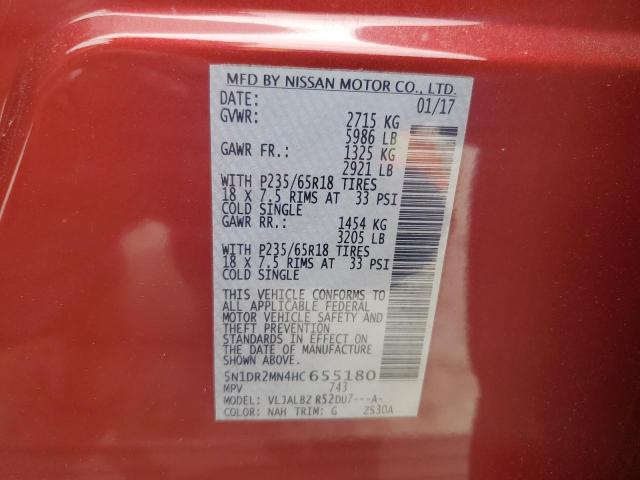 MFD BY NISSAN MOTOR CO., LTD.
DATE: 01/17
GVWR: 2715 KG
5986 LB
GAWR FR.: 1325 KG
2921 LB
WITH P235/65R18 TIRES
18 X 7.5 RIMS AT 33 PSI
COLD SINGLE
GAWR RR.: 1454 KG
3205 LB
WITH P235/65R18 TIRES
18 X 7.5 RIMS AT 33 PSI
COLD SINGLE
THIS VEHICLE CONFORMS TO
ALL APPLICABLE FEDERAL
MOTOR VEHICLE SAFETY AND
THEFT PREVENTION
STANDARDS IN EFFECT ON
THE DATE OF MANUFACTURE SHOWN
ABOVE.
5N1DR2MN4HC655180
MPV 743
MODEL: VLJALBZ R52DU7---A-
COLOR: NAH TRIM: G ZS30A